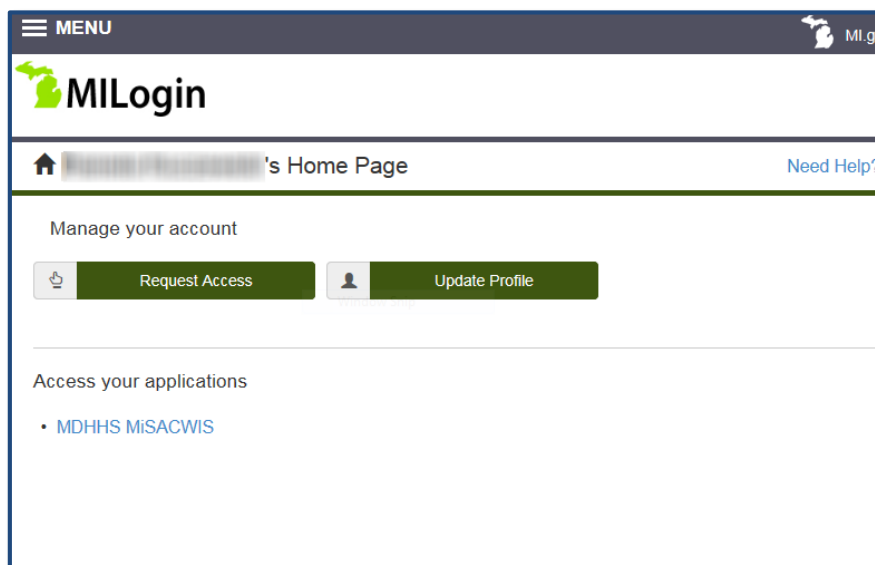 MENU
MI.g
MILogin
's Home Page
Need Help?
Manage your account
Request Access
Update Profile
Access your applications
• MDHHS MiSACWIS